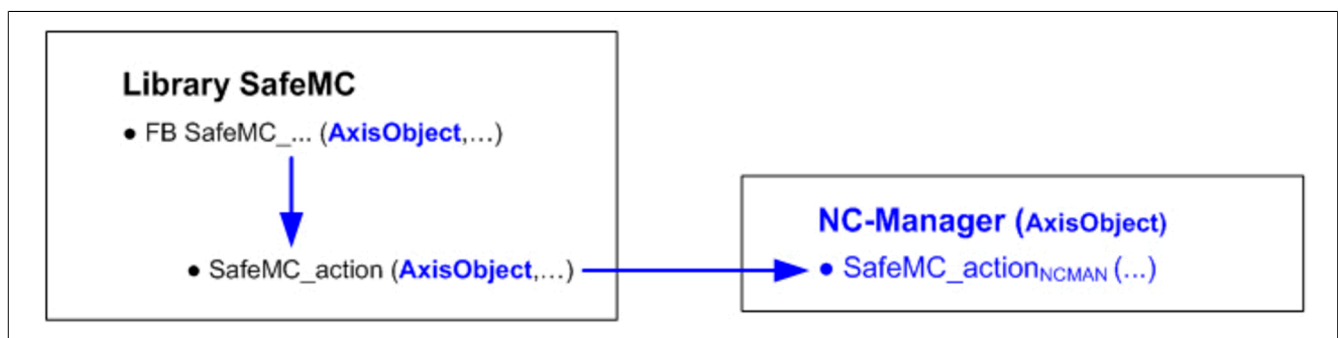 Library SafeMC
● FB SafeMC_... (AxisObject,...)
● SafeMC_action (AxisObject,...)
NC-Manager (AxisObject)
● SafeMC_actionNCMAN (...)